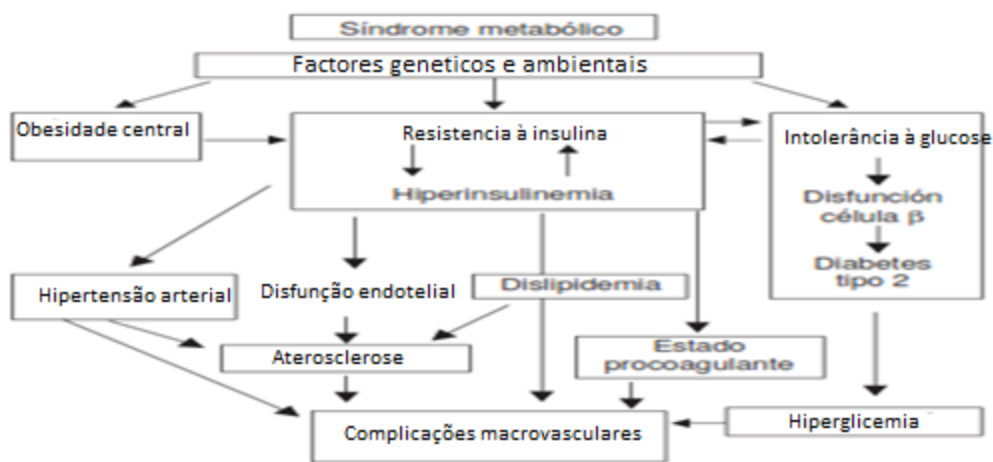 Síndrome metabólico
Factores geneticos e ambientais
Obesidade central
Resistencia à insulina
Intolerância à glucose
Hiperinsulinemia
Disfunción
célula β
Diabetes
tipo 2
Hipertensão arterial
Disfunção endotelial
Dislipidemia
Aterosclerose
Estado
procoagulante
Complicações macrovasculares
Hiperglicemia